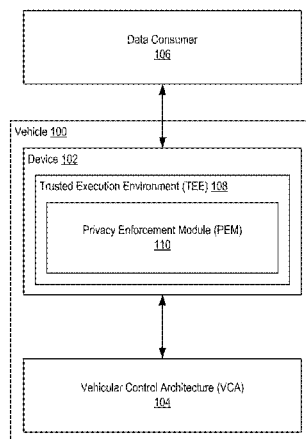 Data Consumer
106
Vehicle 100
Device 102
Trusted Execution Environment (TEE) 108
Privacy Enforcement Module (PEM)
110
Vehicular Control Architecture (VCA)
104